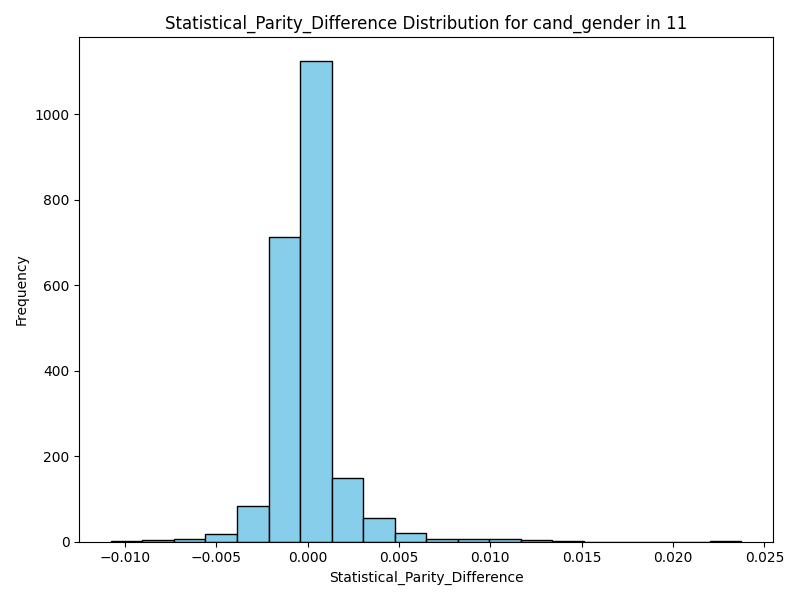 Statistical_Parity_Difference Distribution for cand_gender in 11
1000
800
600
400
200
0
Frequency
−0.010 −0.005 0.000 0.005 0.010 0.015 0.020 0.025
Statistical_Parity_Difference